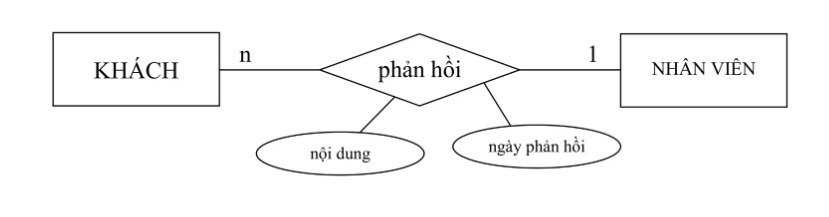 KHÁCH
n
phản hồi
1
NHÂN VIÊN
nội dung
ngày phản hồi